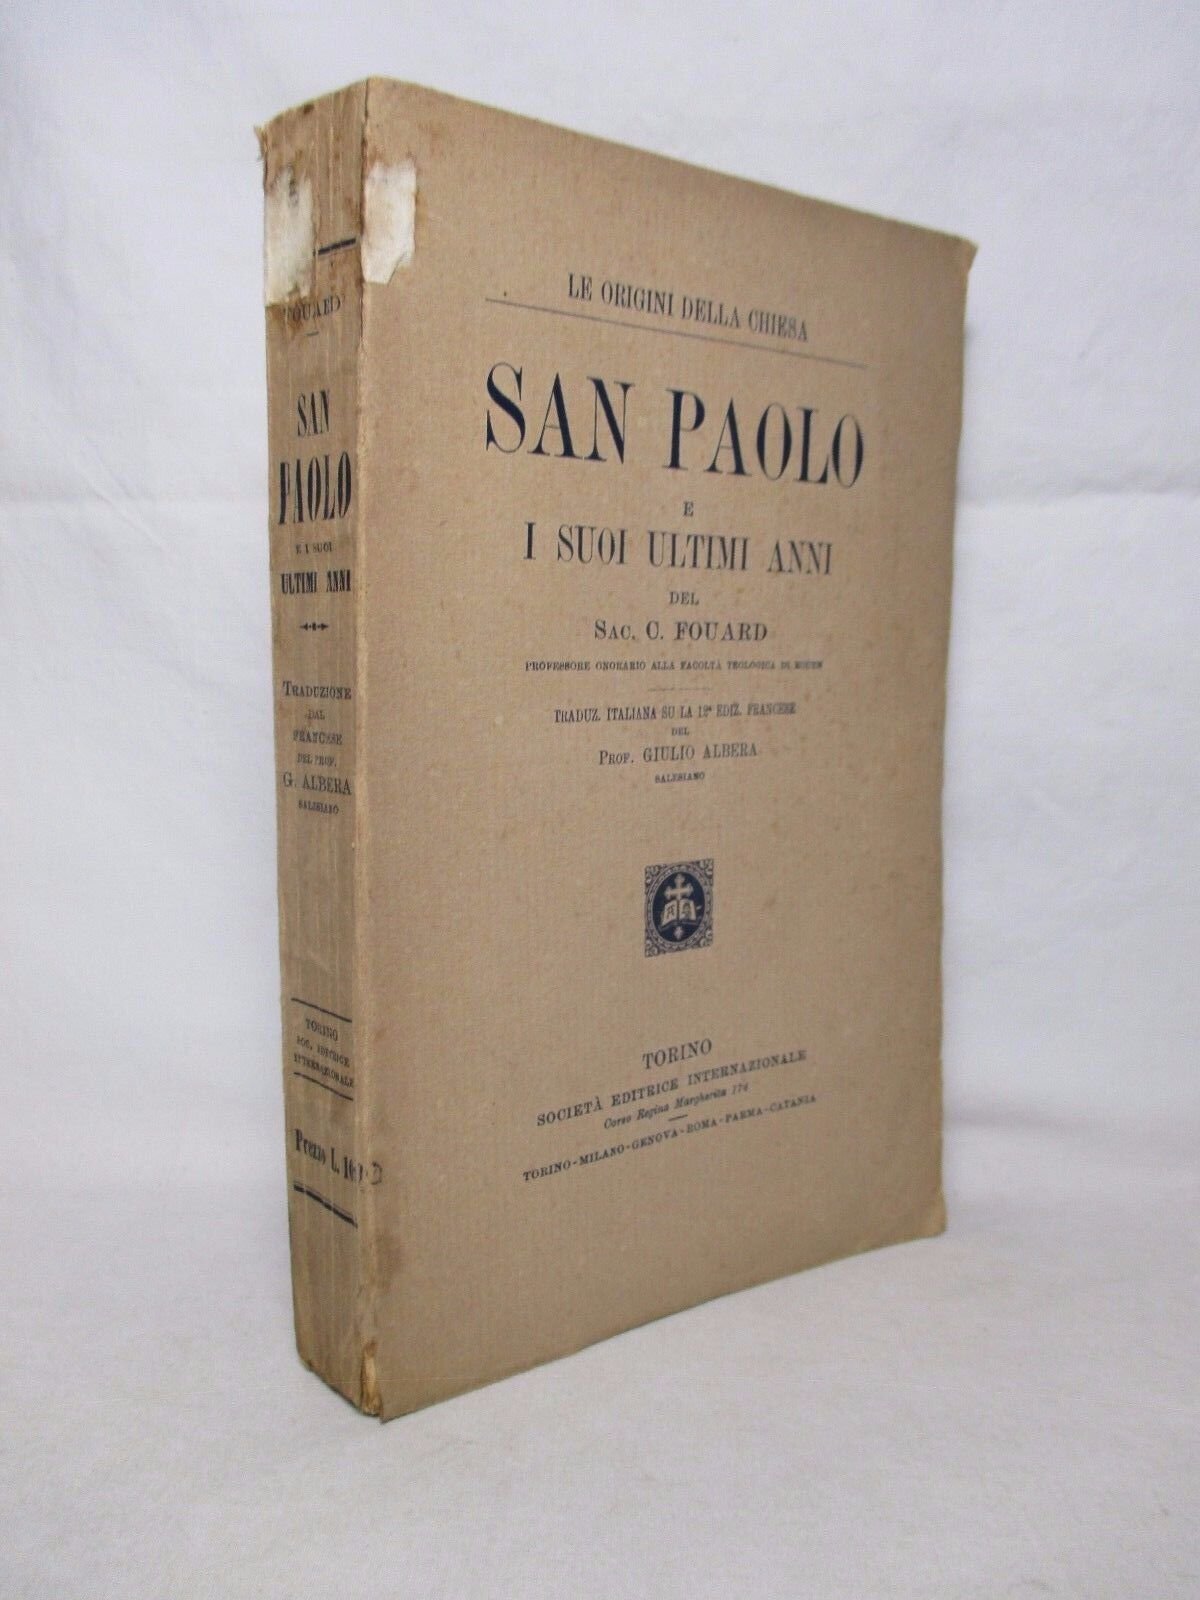 LE ORIGINI DELLA CHIESA
SAN PAOLO
E
I SUOI ULTIMI ANNI
DEL
SAC. C. FOUARD
PROFESSORE ONORARIO ALLA FACOLTÀ TEOLOGICA DI ROUEN
TRADUZ. ITALIANA SU LA 12ª EDIZ. FRANCESE
DEL
PROF. GIULIO ALBERA
SALESIANO
TORINO
SOCIETÀ EDITRICE INTERNAZIONALE
Corso Regina Margherita 174
TORINO-MILANO-GENOVA-ROMA-PARMA-CATANIA
FOUARD
SAN
PAOLO
E I SUOI
ULTIMI ANNI
TRADUZIONE
DAL
FRANCESE
DEL PROF.
G. ALBERA
SALESIANO
TORINO
SOC. EDITRICE
INTERNAZIONALE
Prezzo L.